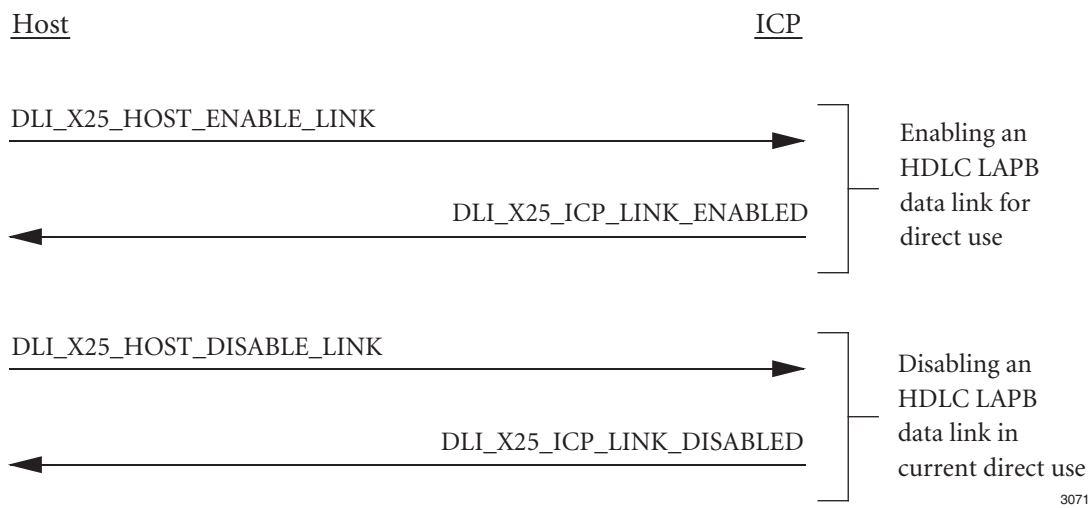 Host
ICP
DLI_X25_HOST_ENABLE_LINK
DLI_X25_ICP_LINK_ENABLED
Enabling an
HDLC LAPB
data link for
direct use
DLI_X25_HOST_DISABLE_LINK
DLI_X25_ICP_LINK_DISABLED
Disabling an
HDLC LAPB
data link in
current direct use
3071